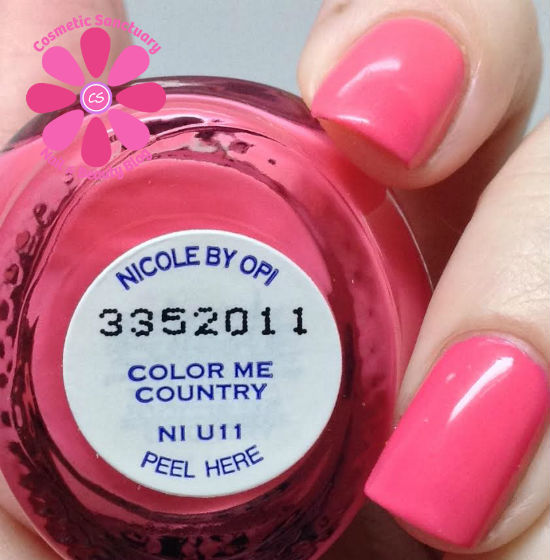 Cosmetic Sanctuary
CS
NICOLE BY OPI
3352011
COLOR ME
COUNTRY
NI U11
PEEL HERE